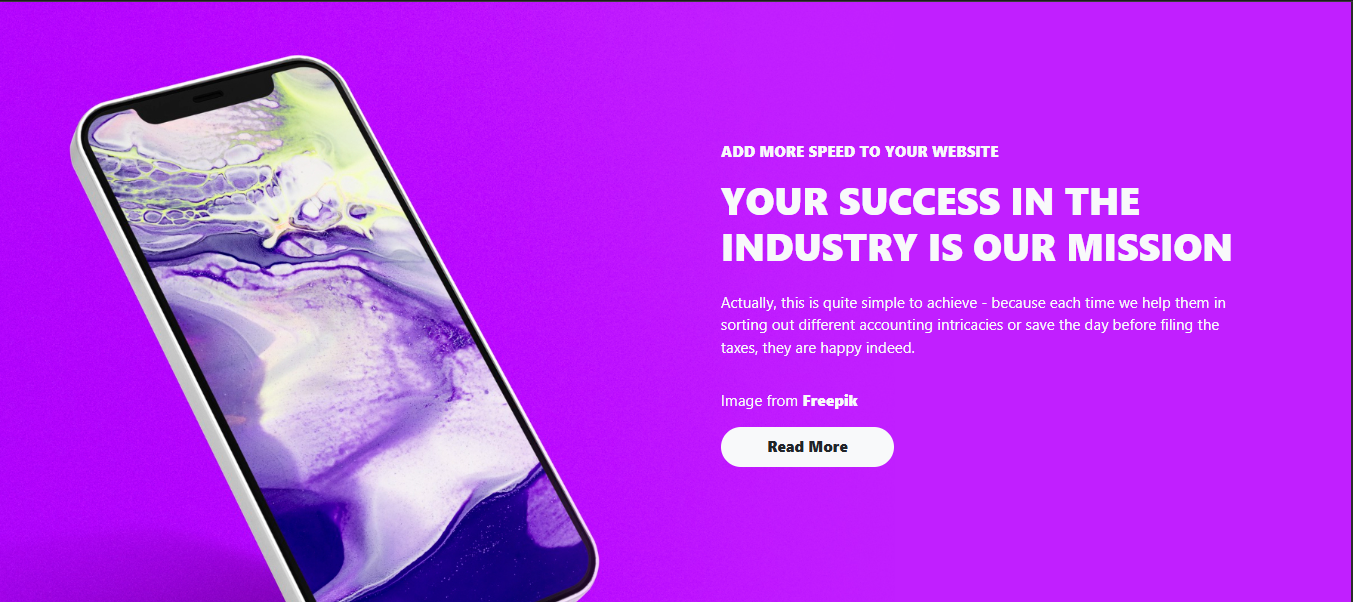 ADD MORE SPEED TO YOUR WEBSITE
YOUR SUCCESS IN THE
INDUSTRY IS OUR MISSION
Actually, this is quite simple to achieve - because each time we help them in
sorting out different accounting intricacies or save the day before filing the
taxes, they are happy indeed.
Image from Freepik
Read More